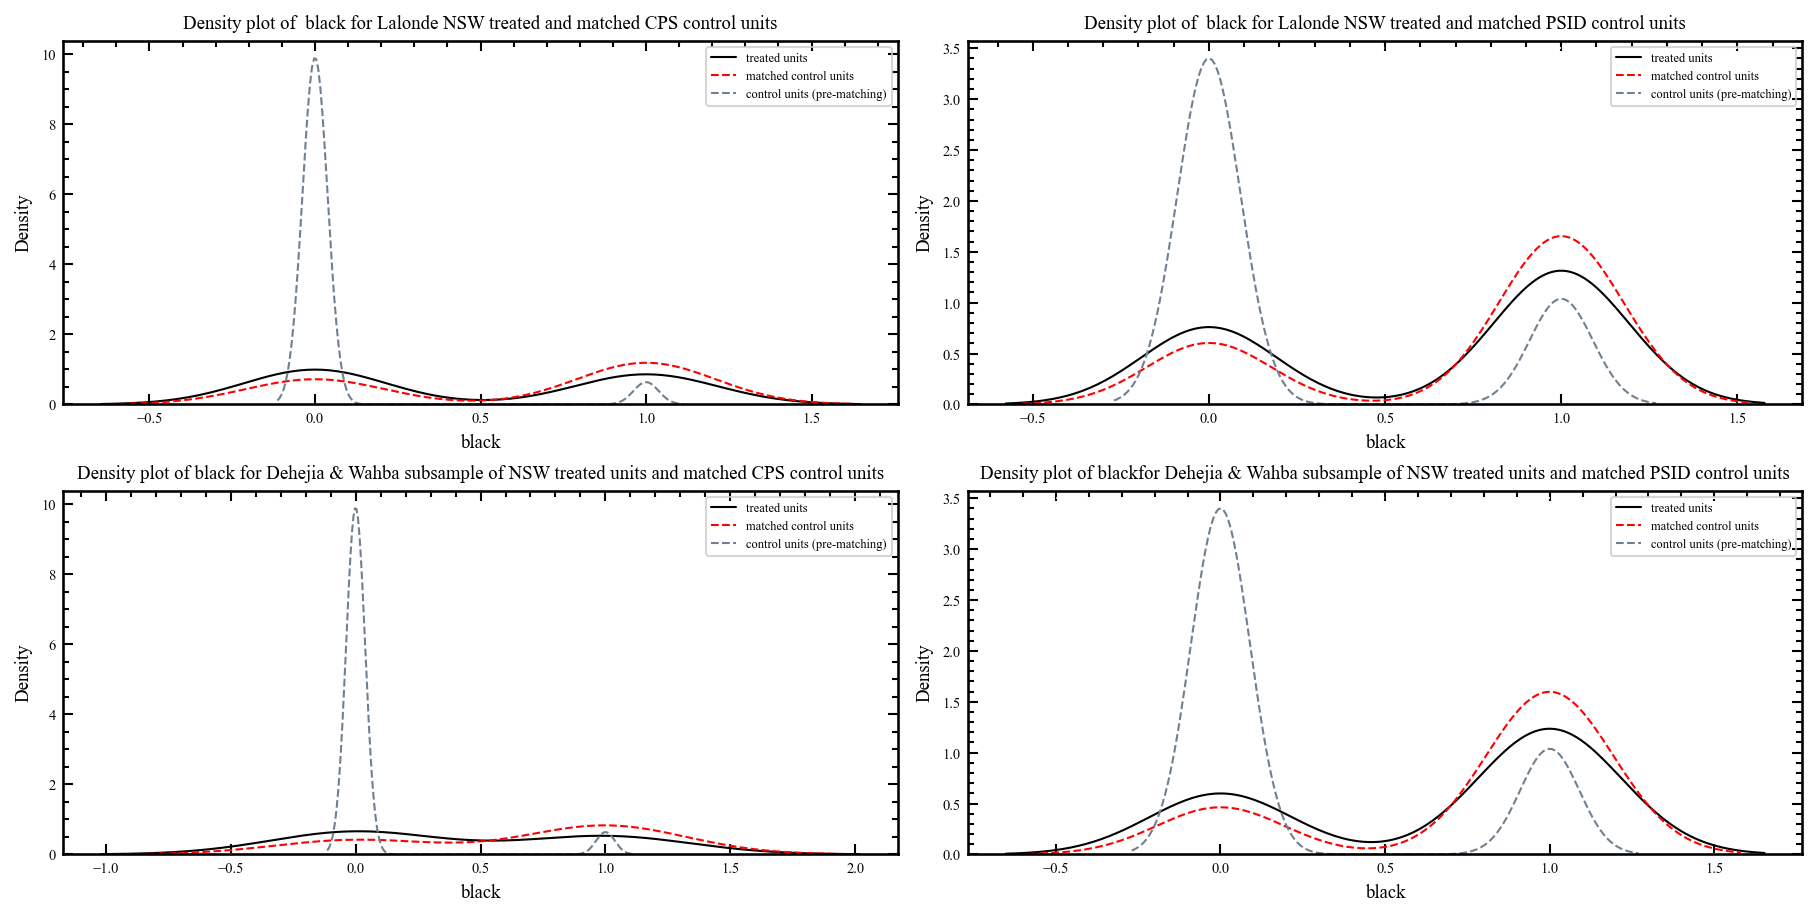 Density plot of  black for Lalonde NSW treated and matched CPS control units
10
8
6
4
2
0
Density
−0.5
0.0
0.5
1.0
1.5
black
treated units
matched control units
control units (pre-matching)
Density plot of  black for Lalonde NSW treated and matched PSID control units
3.5
3.0
2.5
2.0
1.5
1.0
0.5
0.0
Density
−0.5
0.0
0.5
1.0
1.5
black
treated units
matched control units
control units (pre-matching)
Density plot of black for Dehejia & Wahba subsample of NSW treated units and matched CPS control units
10
8
6
4
2
0
Density
−1.0
−0.5
0.0
0.5
1.0
1.5
2.0
black
treated units
matched control units
control units (pre-matching)
Density plot of blackfor Dehejia & Wahba subsample of NSW treated units and matched PSID control units
3.5
3.0
2.5
2.0
1.5
1.0
0.5
0.0
Density
−0.5
0.0
0.5
1.0
1.5
black
treated units
matched control units
control units (pre-matching)